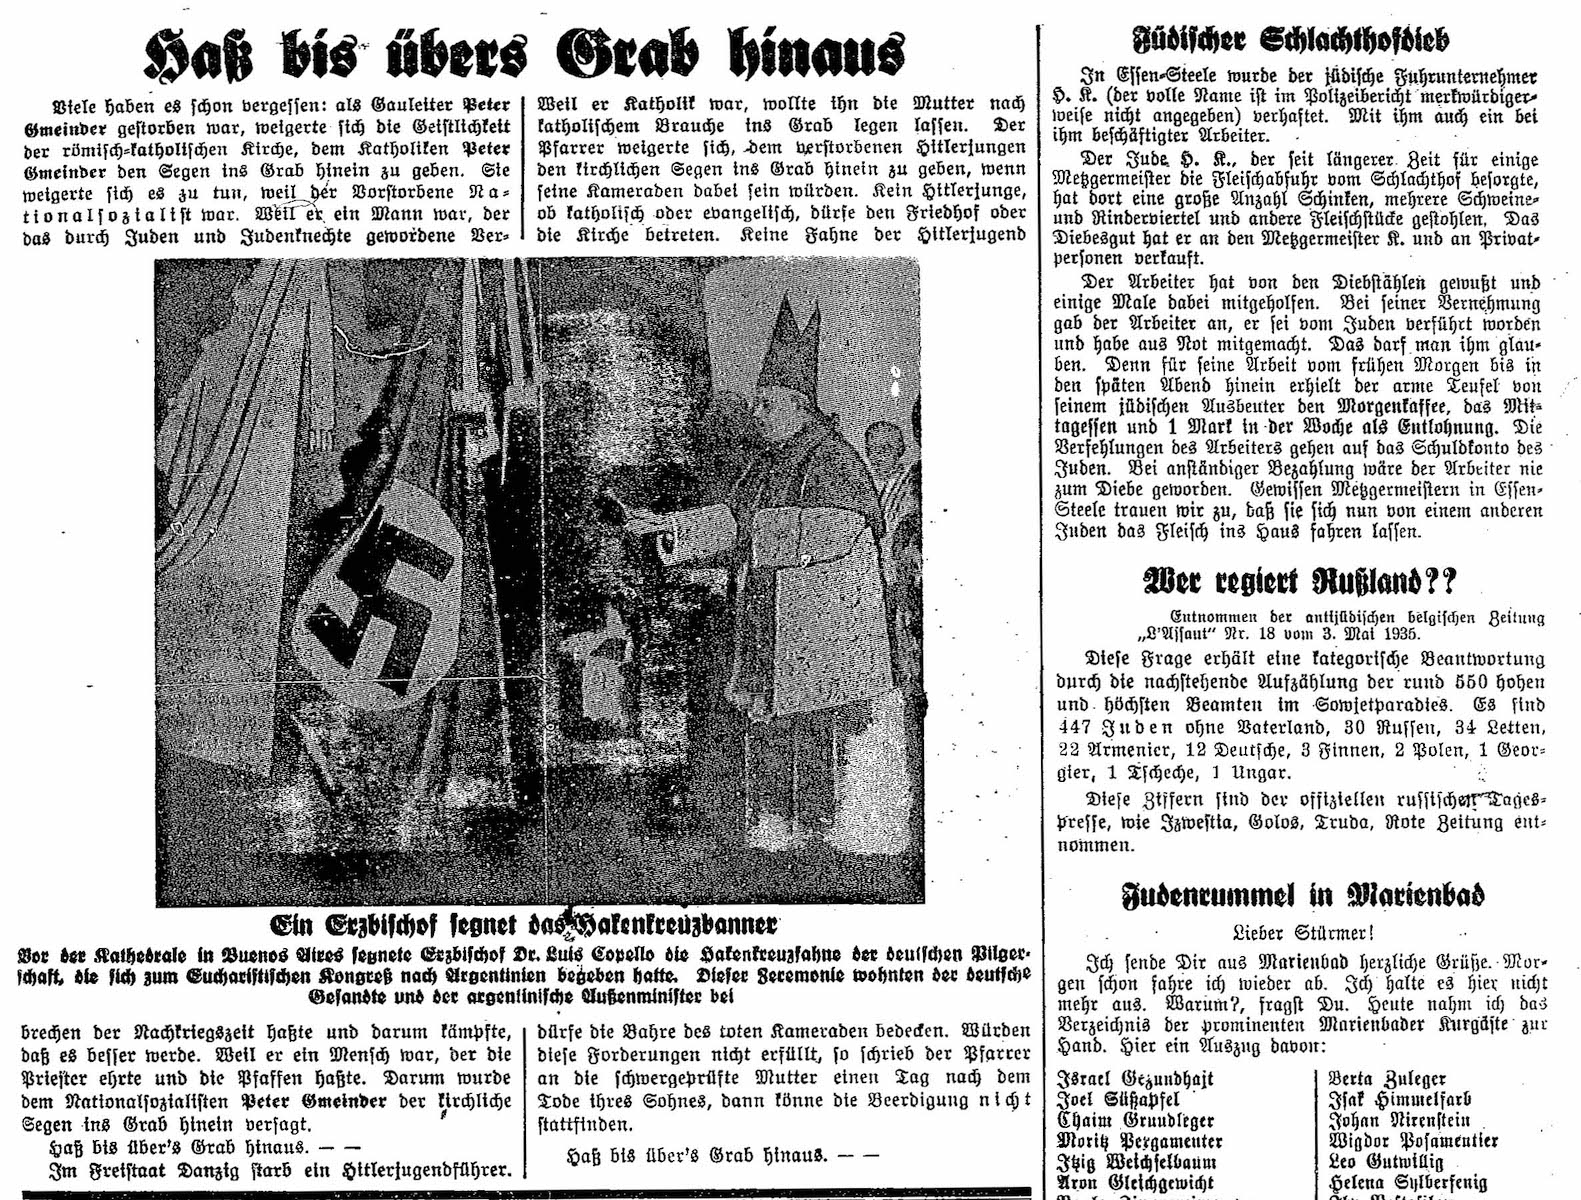 Haß bis übers Grab hinaus
Viele haben es schon vergessen: als Gauleiter Peter
Gmeinder gestorben war, weigerte sich die Geistlichkeit
der römisch-katholischen Kirche, dem Katholiken Peter
Gmeinder den Segen ins Grab hinein zu geben. Sie
weigerte sich es zu tun, weil der Vorstorbene Na-
tionalsozialist war. Weil er ein Mann war, der
das durch Juden und Judenknechte gewordene Ver-
Weil er Katholik war, wollte ihn die Mutter nach
katholischem Brauche ins Grab legen lassen. Der
Pfarrer weigerte sich, dem verstorbenen Hitlerjungen
den kirchlichen Segen ins Grab hinein zu geben, wenn
seine Kameraden dabei sein würden. Kein Hitlerjunge,
ob katholisch oder evangelisch, dürfe den Friedhof oder
die Kirche betreten. Keine Fahne der Hitlerjugend
Ein Erzbischof segnet das Hakenkreuzbanner
Vor der Kathedrale in Buenos Aires segnete Erzbischof Dr. Luis Copello die Hakenkreuzfahne der deutschen Pilger-
schaft, die sich zum Eucharistischen Kongreß nach Argentinien begeben hatte. Dieser Zeremonie wohnten der deutsche
Gesandte und der argentinische Außenminister bei
brechen der Nachkriegszeit haßte und darum kämpfte,
daß es besser werde. Weil er ein Mensch war, der die
Priester ehrte und die Pfaffen haßte. Darum wurde
dem Nationalsozialisten Peter Gmeinder der kirchliche
Segen ins Grab hinein versagt.
Haß bis über's Grab hinaus. — —
Im Freistaat Danzig starb ein Hitlerjugendführer.
dürfe die Bahre des toten Kameraden bedecken. Würden
diese Forderungen nicht erfüllt, so schrieb der Pfarrer
an die schwergeprüfte Mutter einen Tag nach dem
Tode ihres Sohnes, dann könne die Beerdigung nicht
stattfinden.
Haß bis über's Grab hinaus. — —
Jüdischer Schlachthofdieb
In Essen-Steele wurde der jüdische Fuhrunternehmer
H. K. (der volle Name ist im Polizeibericht merkwürdiger-
weise nicht angegeben) verhaftet. Mit ihm auch ein bei
ihm beschäftigter Arbeiter.
Der Jude H. K., der seit längerer Zeit für einige
Metzgermeister die Fleischabfuhr vom Schlachthof besorgte,
hat dort eine große Anzahl Schinken, mehrere Schweine-
und Rinderviertel und andere Fleischstücke gestohlen. Das
Diebesgut hat er an den Metzgermeister K. und an Privat-
personen verkauft.
Der Arbeiter hat von den Diebstählen gewußt und
einige Male dabei mitgeholfen. Bei seiner Vernehmung
gab der Arbeiter an, er sei vom Juden verführt worden
und habe aus Not mitgemacht. Das darf man ihm glau-
ben. Denn für seine Arbeit vom frühen Morgen bis in
den späten Abend hinein erhielt der arme Teufel von
seinem jüdischen Ausbeuter den Morgenkaffee, das Mit-
tagessen und 1 Mark in der Woche als Entlohnung. Die
Verfehlungen des Arbeiters gehen auf das Schuldkonto des
Juden. Bei anständiger Bezahlung wäre der Arbeiter nie
zum Diebe geworden. Gewissen Metzgermeistern in Essen-
Steele trauen wir zu, daß sie sich nun von einem anderen
Juden das Fleisch ins Haus fahren lassen.
Wer regiert Rußland??
Entnommen der antijüdischen belgischen Zeitung
„L'Assaut" Nr. 18 vom 3. Mai 1935.
Diese Frage erhält eine kategorische Beantwortung
durch die nachstehende Aufzählung der rund 550 hohen
und höchsten Beamten im Sowjetparadies. Es sind
447 Juden ohne Vaterland, 30 Russen, 34 Letten,
22 Armenier, 12 Deutsche, 3 Finnen, 2 Polen, 1 Geor-
gier, 1 Tscheche, 1 Ungar.
Diese Ziffern sind der offiziellen russischen Tages-
presse, wie Izwestia, Golos, Truda, Rote Zeitung ent-
nommen.
Judenrummel in Marienbad
Lieber Stürmer!
Ich sende Dir aus Marienbad herzliche Grüße. Mor-
gen schon fahre ich wieder ab. Ich halte es hier nicht
mehr aus. Warum?, fragst Du. Heute nahm ich das
Verzeichnis der prominenten Marienbader Kurgäste zur
Hand. Hier ein Auszug davon:
Israel Gezundhajt
Joel Süßapfel
Chaim Grundleger
Moritz Pergamenter
Itzig Weichselbaum
Aron Gleichgewicht
Berta Zuleger
Isak Himmelfarb
Johan Nirenstein
Wigdor Posamentier
Leo Gutwillig
Helena Sylberfenig